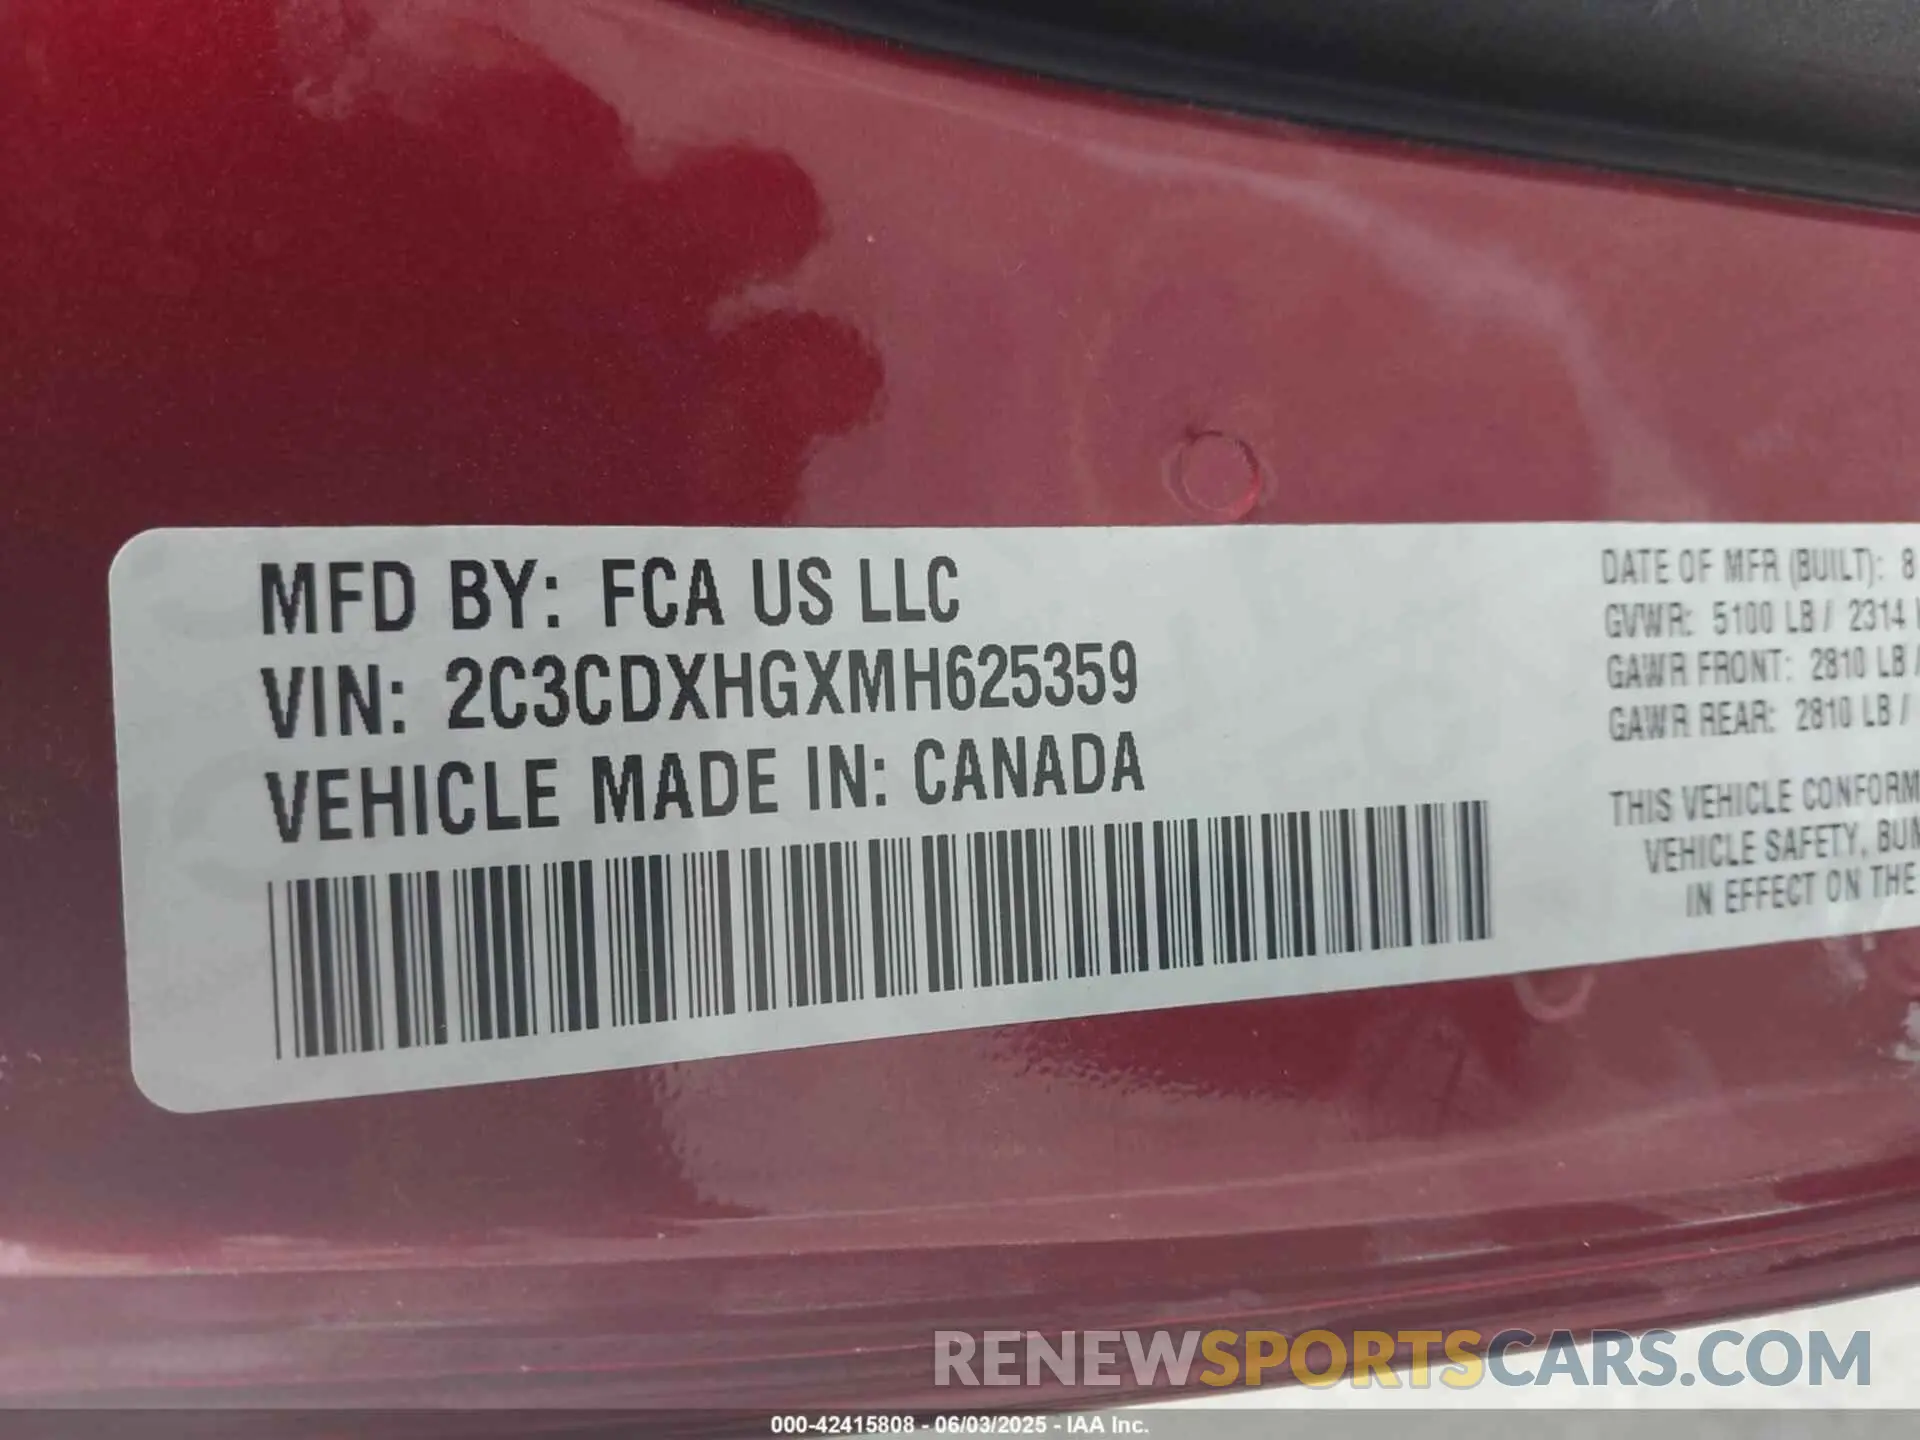 MFD BY: FCA US LLC
VIN: 2C3CDXHGXMH625359
VEHICLE MADE IN: CANADA
DATE OF MFR (BUILT): 8
GVWR: 5100 LB / 2314
GAWR FRONT: 2810 LB /
GAWR REAR: 2810 LB /
THIS VEHICLE CONFORM
VEHICLE SAFETY, BUM
IN EFFECT ON THE
RENEWSPORTSCARS.COM
000-42415808 - 06/03/2025 - IAA Inc.